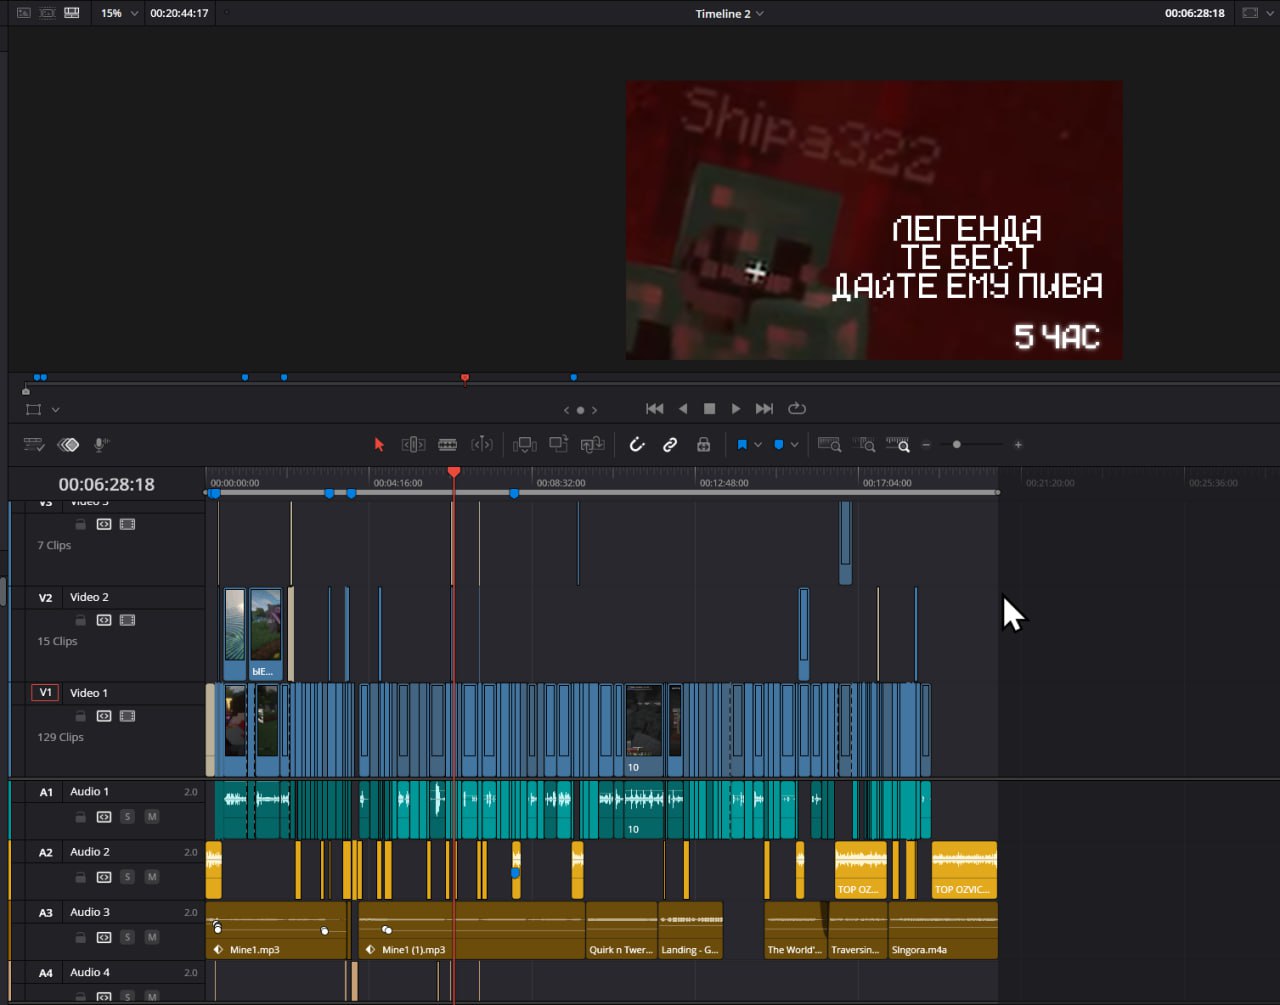 15%
00:20:44:17
Timeline 2
00:06:28:18
Shipa322
ЛЕГЕНДА
ТЕ БЕСТ
ДАЙТЕ ЕМУ ПИВА
5 ЧАС
00:06:28:18
00:00:00:00
00:04:16:00
00:08:32:00
00:12:48:00
00:17:04:00
00:21:20:00
00:25:36:00
V3 Video 3
7 Clips
V2 Video 2
15 Clips
ЫЕ...
V1 Video 1
129 Clips
10
A1 Audio 1 2.0
S M
10
A2 Audio 2 2.0
S M
TOP OZ...
TOP OZVIC...
A3 Audio 3 2.0
S M
Mine1.mp3
Mine1 (1).mp3
Quirk n Twer...
Landing - G...
The World'...
Traversin...
SIngora.m4a
A4 Audio 4 2.0
S M